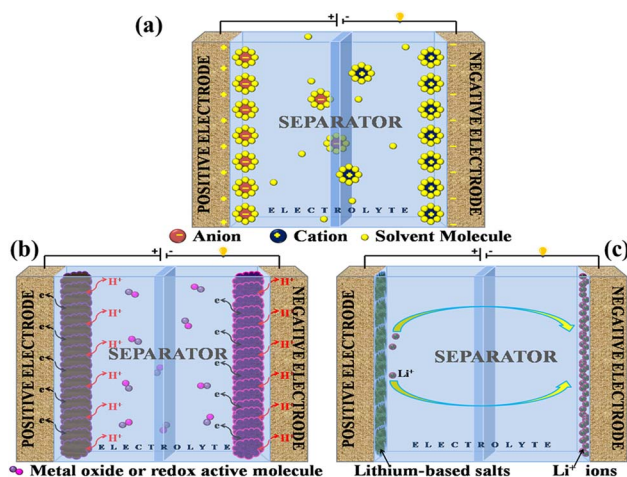 (a)
+ -
POSITIVE ELECTRODE
SEPARATOR
NEGATIVE ELECTRODE
ELECTROLYTE
Anion Cation Solvent Molecule
(b)
+ -
POSITIVE ELECTRODE
e- H+
e- H+
e- H+
e- H+
e- H+
e- H+
H+
SEPARATOR
e- H+
e- H+
e- H+
e- H+
e- H+
e- H+
H+
NEGATIVE ELECTRODE
ELECTROLYTE
Metal oxide or redox active molecule
(c)
+ -
POSITIVE ELECTRODE
SEPARATOR
Li+
NEGATIVE ELECTRODE
ELECTROLYTE
Lithium-based salts
Li+ ions